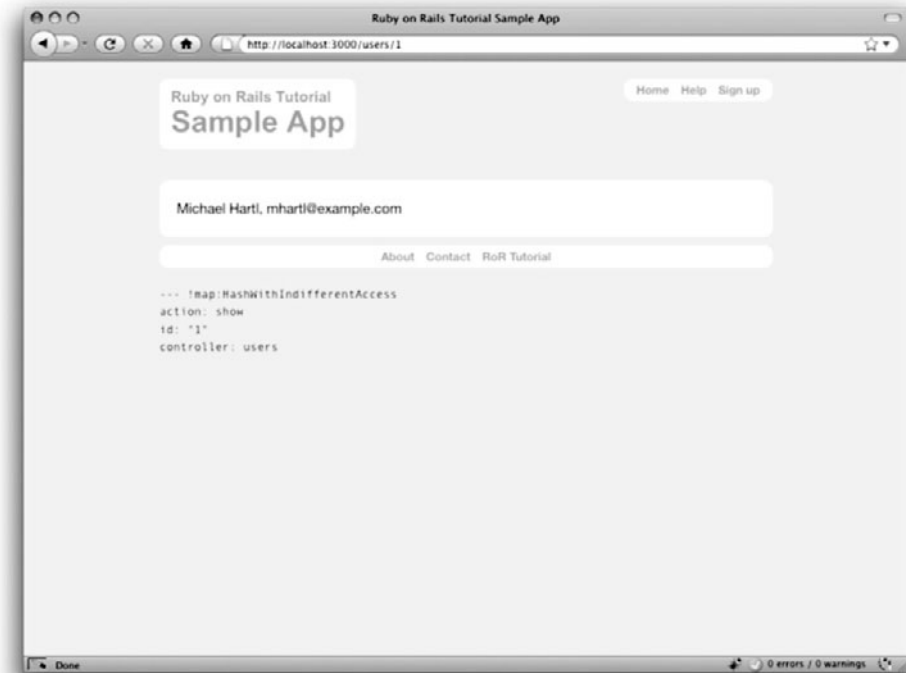 Ruby on Rails Tutorial Sample App
http://localhost:3000/users/1
Ruby on Rails Tutorial
Sample App
Home Help Sign up
Michael Hartl, mhartl@example.com
About Contact RoR Tutorial
--- !map:HashWithIndifferentAccess
action: show
id: "1"
controller: users
Done
0 errors / 0 warnings